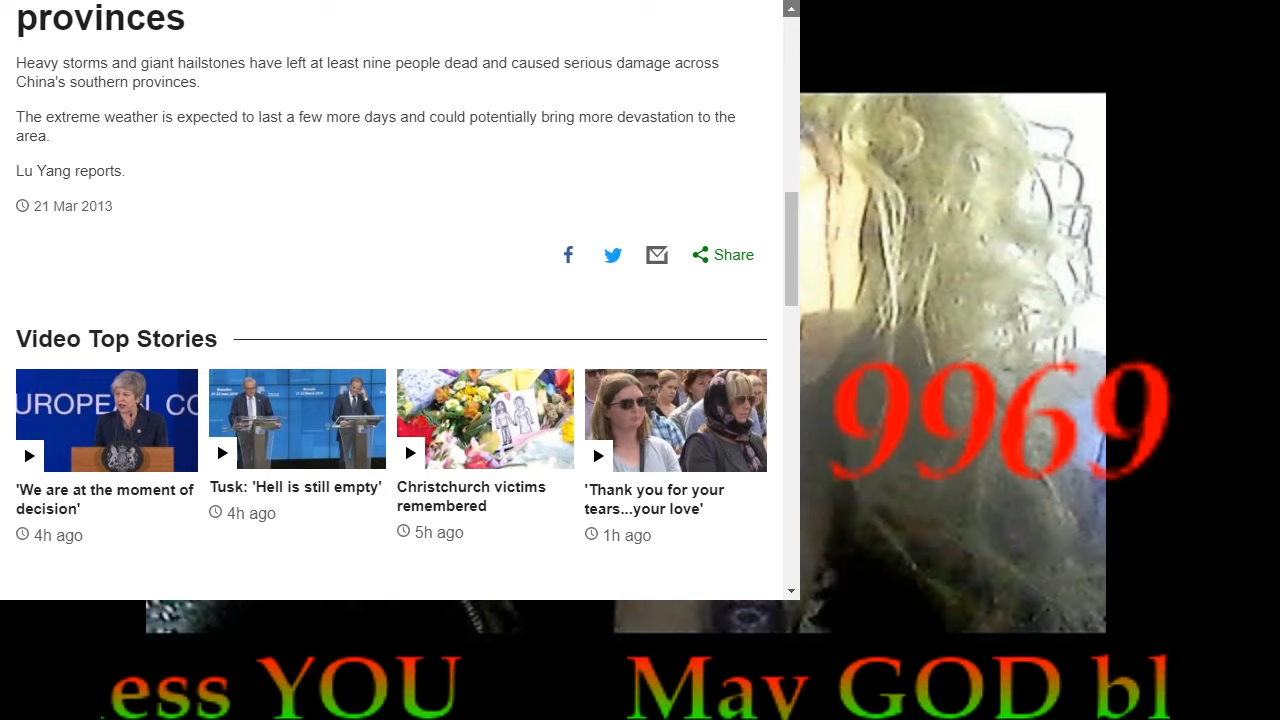 provinces
Heavy storms and giant hailstones have left at least nine people dead and caused serious damage across
China's southern provinces.
The extreme weather is expected to last a few more days and could potentially bring more devastation to the
area.
Lu Yang reports.
21 Mar 2013
Share
Video Top Stories
UROPE L CO
'We are at the moment of
decision'
4h ago
Tusk: 'Hell is still empty'
4h ago
Christchurch victims
remembered
5h ago
'Thank you for your
tears...your love'
1h ago
9969
ess YOU May GOD bl